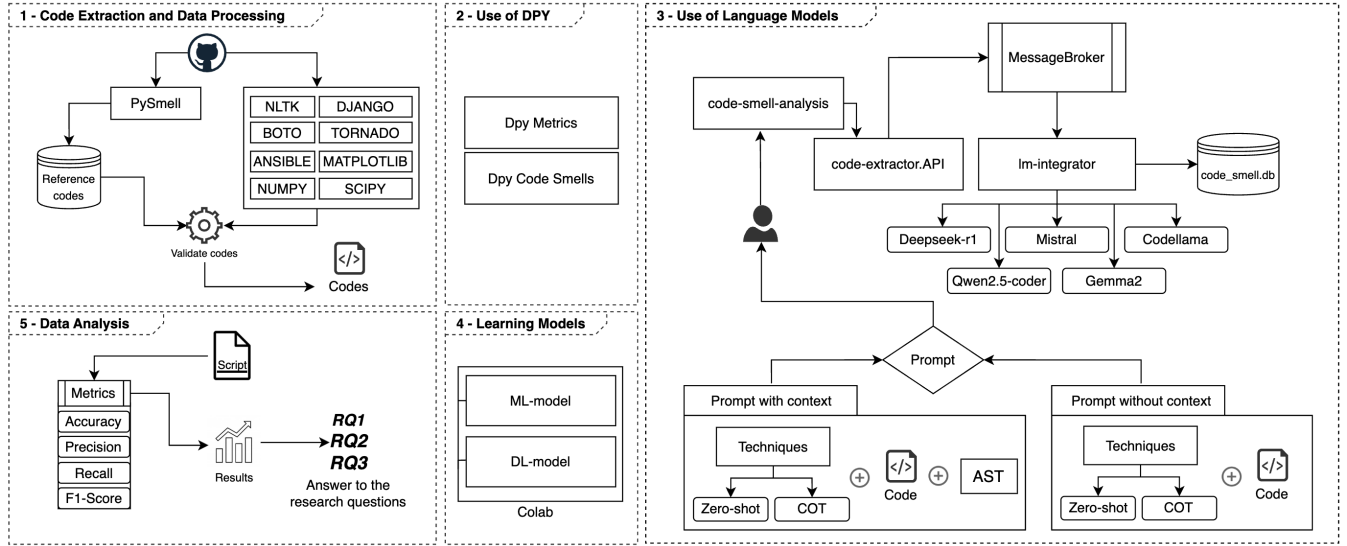 1 - Code Extraction and Data Processing
PySmell
NLTK
DJANGO
BOTO
TORNADO
ANSIBLE
MATPLOTLIB
NUMPY
SCIPY
Reference
codes
Validate codes
Codes
2 - Use of DPY
Dpy Metrics
Dpy Code Smells
3 - Use of Language Models
MessageBroker
code-smell-analysis
code-extractor.API
lm-integrator
code_smell.db
Deepseek-r1
Mistral
Codellama
Qwen2.5-coder
Gemma2
Prompt
Prompt with context
Techniques
Zero-shot
COT
</>
Code
AST
Prompt without context
Techniques
Zero-shot
COT
</>
Code
4 - Learning Models
ML-model
DL-model
Colab
5 - Data Analysis
Script
Metrics
Accuracy
Precision
Recall
F1-Score
Results
RQ1
RQ2
RQ3
Answer to the
research questions